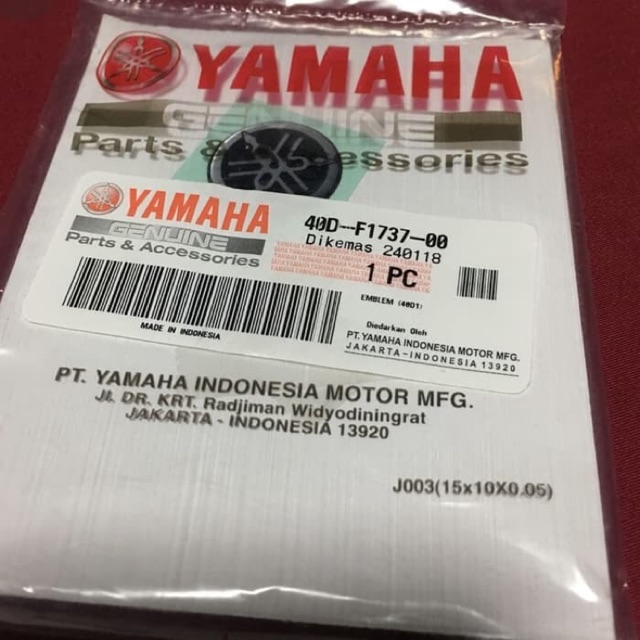 YAMAHA
GENUINE
Parts & ccessories
YAMAHA
GENUINE
Parts & Accessories
40D-F1737-00
Dikemas 240118
1 PC
EMBLEM (40D1)
MADE IN INDONESIA
Diedarkan Oleh
PT. YAMAHA INDONESIA MOTOR MFG.
JAKARTA-INDONESIA 13920
PT. YAMAHA INDONESIA MOTOR MFG.
Jl. DR. KRT. Radjiman Widyodiningrat
JAKARTA - INDONESIA 13920
J003(15x10X0.05)